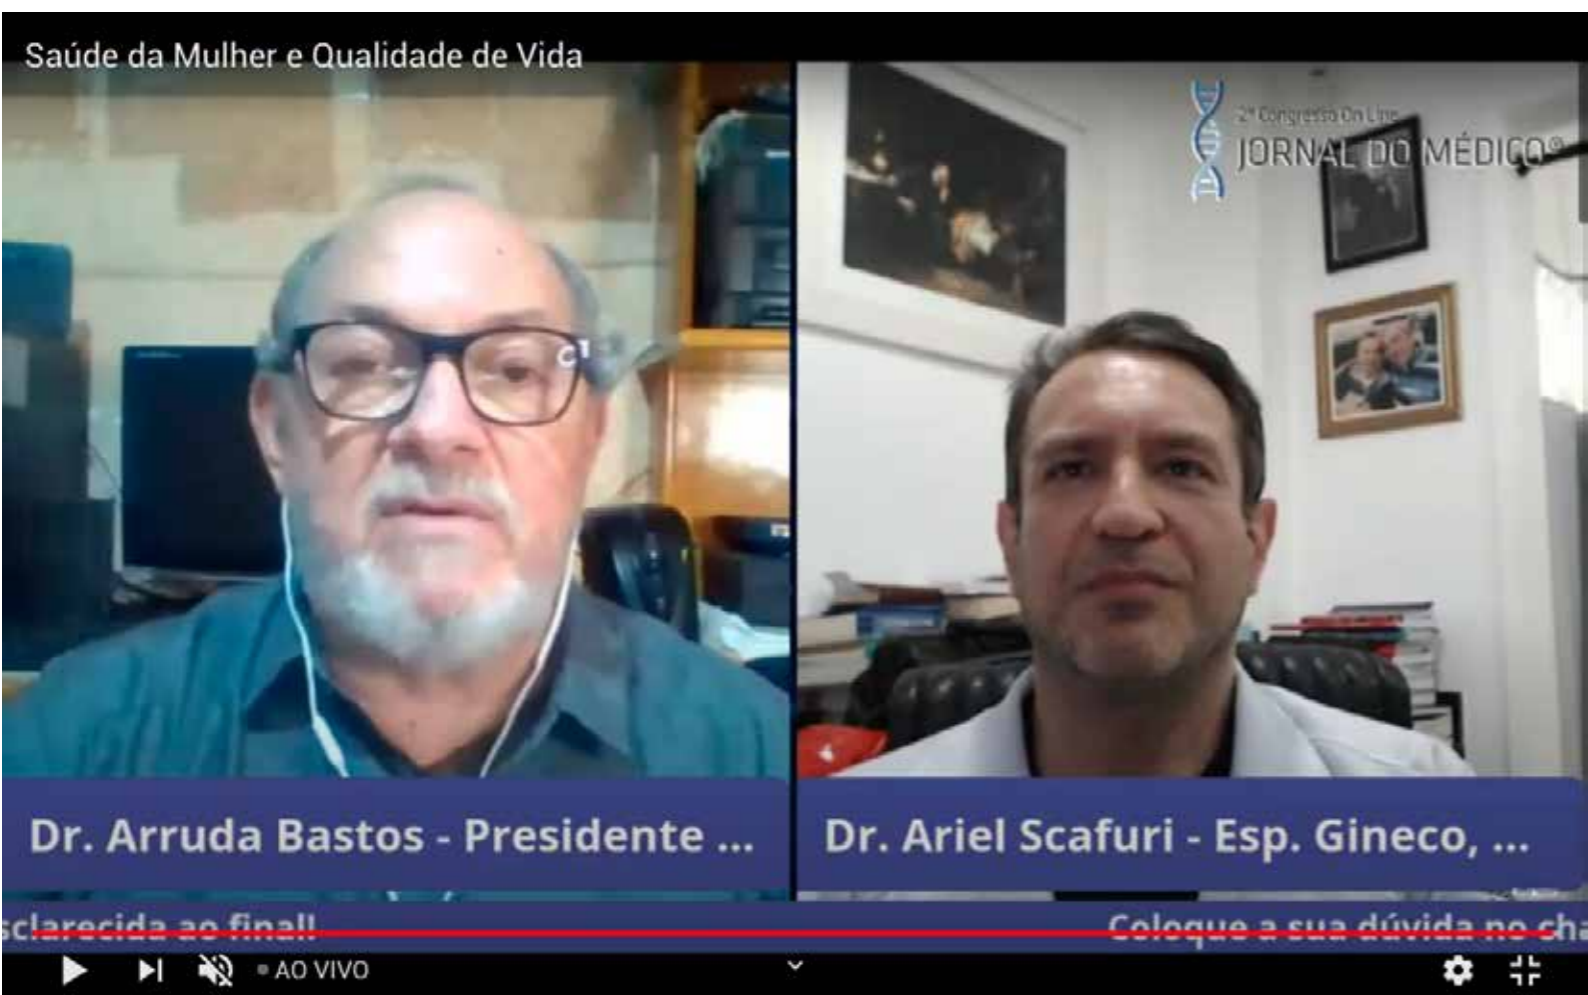 Saúde da Mulher e Qualidade de Vida
2º Congresso On Line
JORNAL DO MÉDICO®
Dr. Arruda Bastos - Presidente ...
Dr. Ariel Scafuri - Esp. Gineco, ...
sclarecida ao final!
Coloque a sua dúvida no cha
AO VIVO